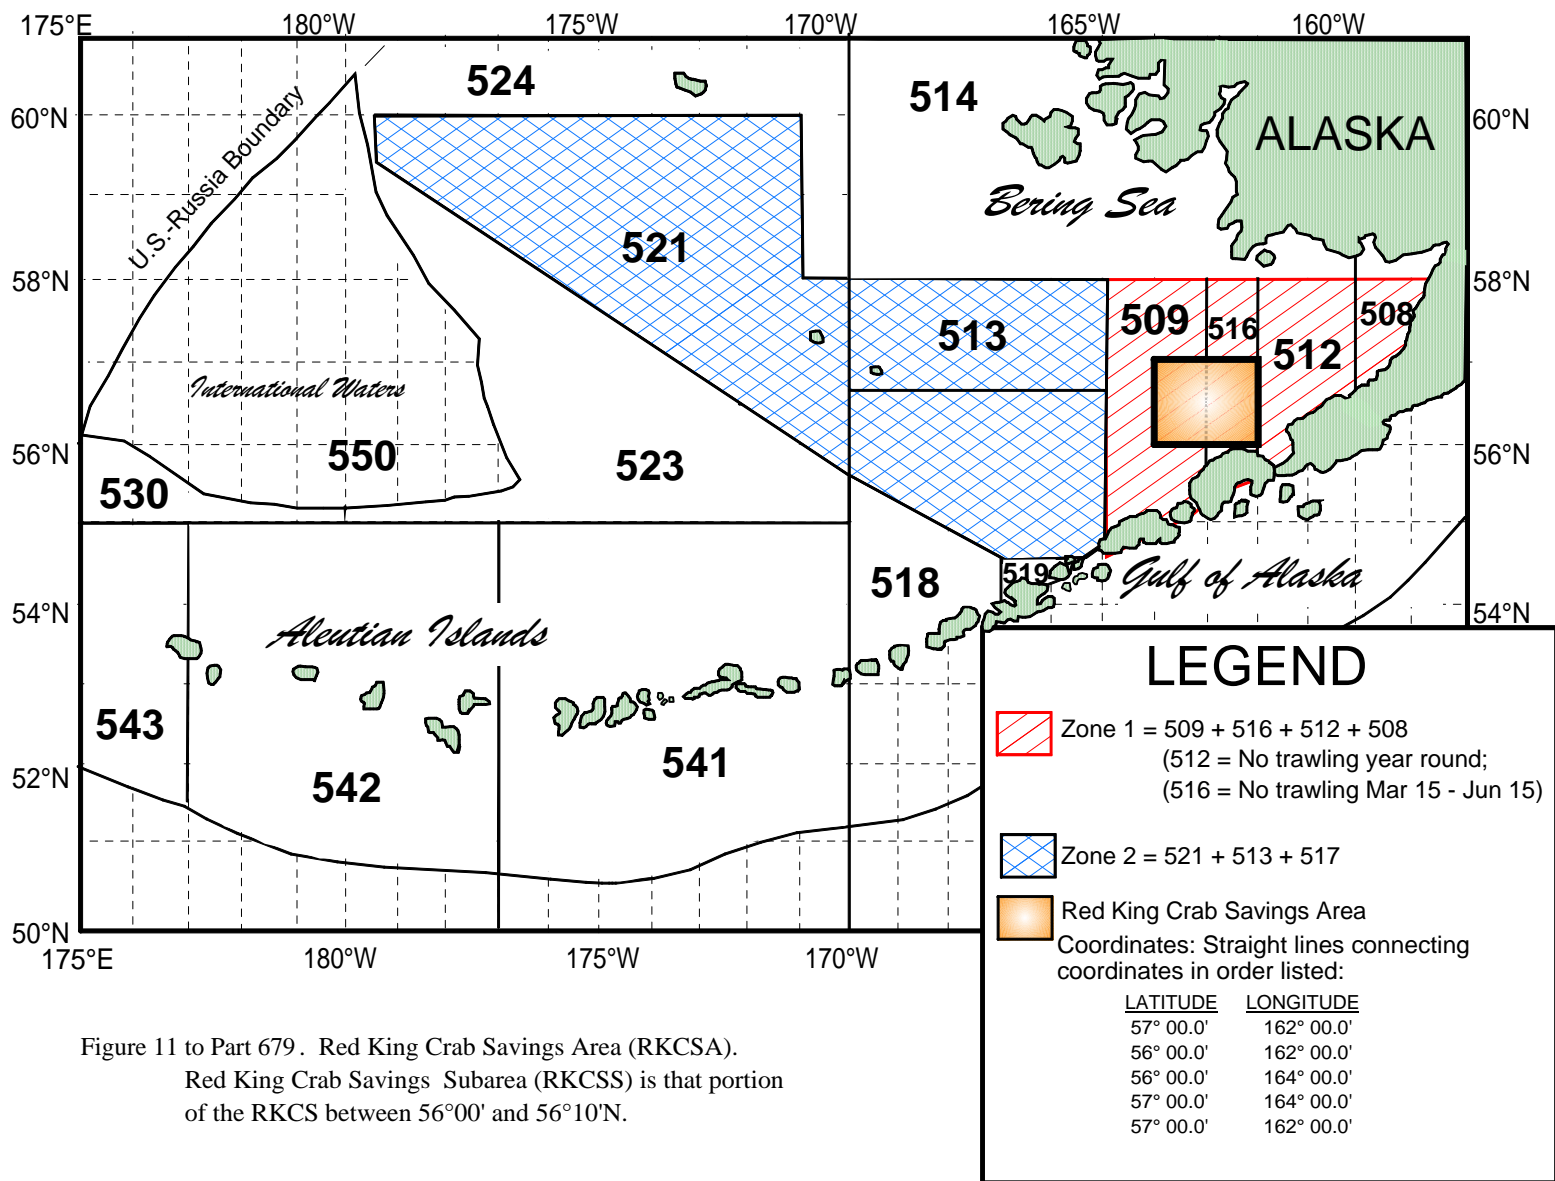 175°E 180°W 175°W 170°W 165°W 160°W
524
514
60°N
60°N
ALASKA
U.S.-Russia Boundary
Bering Sea
521
58°N
58°N
509
516
508
513
512
International Waters
550
523
56°N
56°N
530
519
518
Gulf of Alaska
54°N
54°N
Aleutian Islands
543
541
542
52°N
50°N
175°E 180°W 175°W 170°W
LEGEND
Zone 1 = 509 + 516 + 512 + 508
(512 = No trawling year round;
(516 = No trawling Mar 15 - Jun 15)
Zone 2 = 521 + 513 + 517
Red King Crab Savings Area
Coordinates: Straight lines connecting
coordinates in order listed:
LATITUDE LONGITUDE
57° 00.0' 162° 00.0'
56° 00.0' 162° 00.0'
56° 00.0' 164° 00.0'
57° 00.0' 164° 00.0'
57° 00.0' 162° 00.0'
Figure 11 to Part 679. Red King Crab Savings Area (RKCSA).
Red King Crab Savings Subarea (RKCSS) is that portion
of the RKCS between 56°00' and 56°10'N.